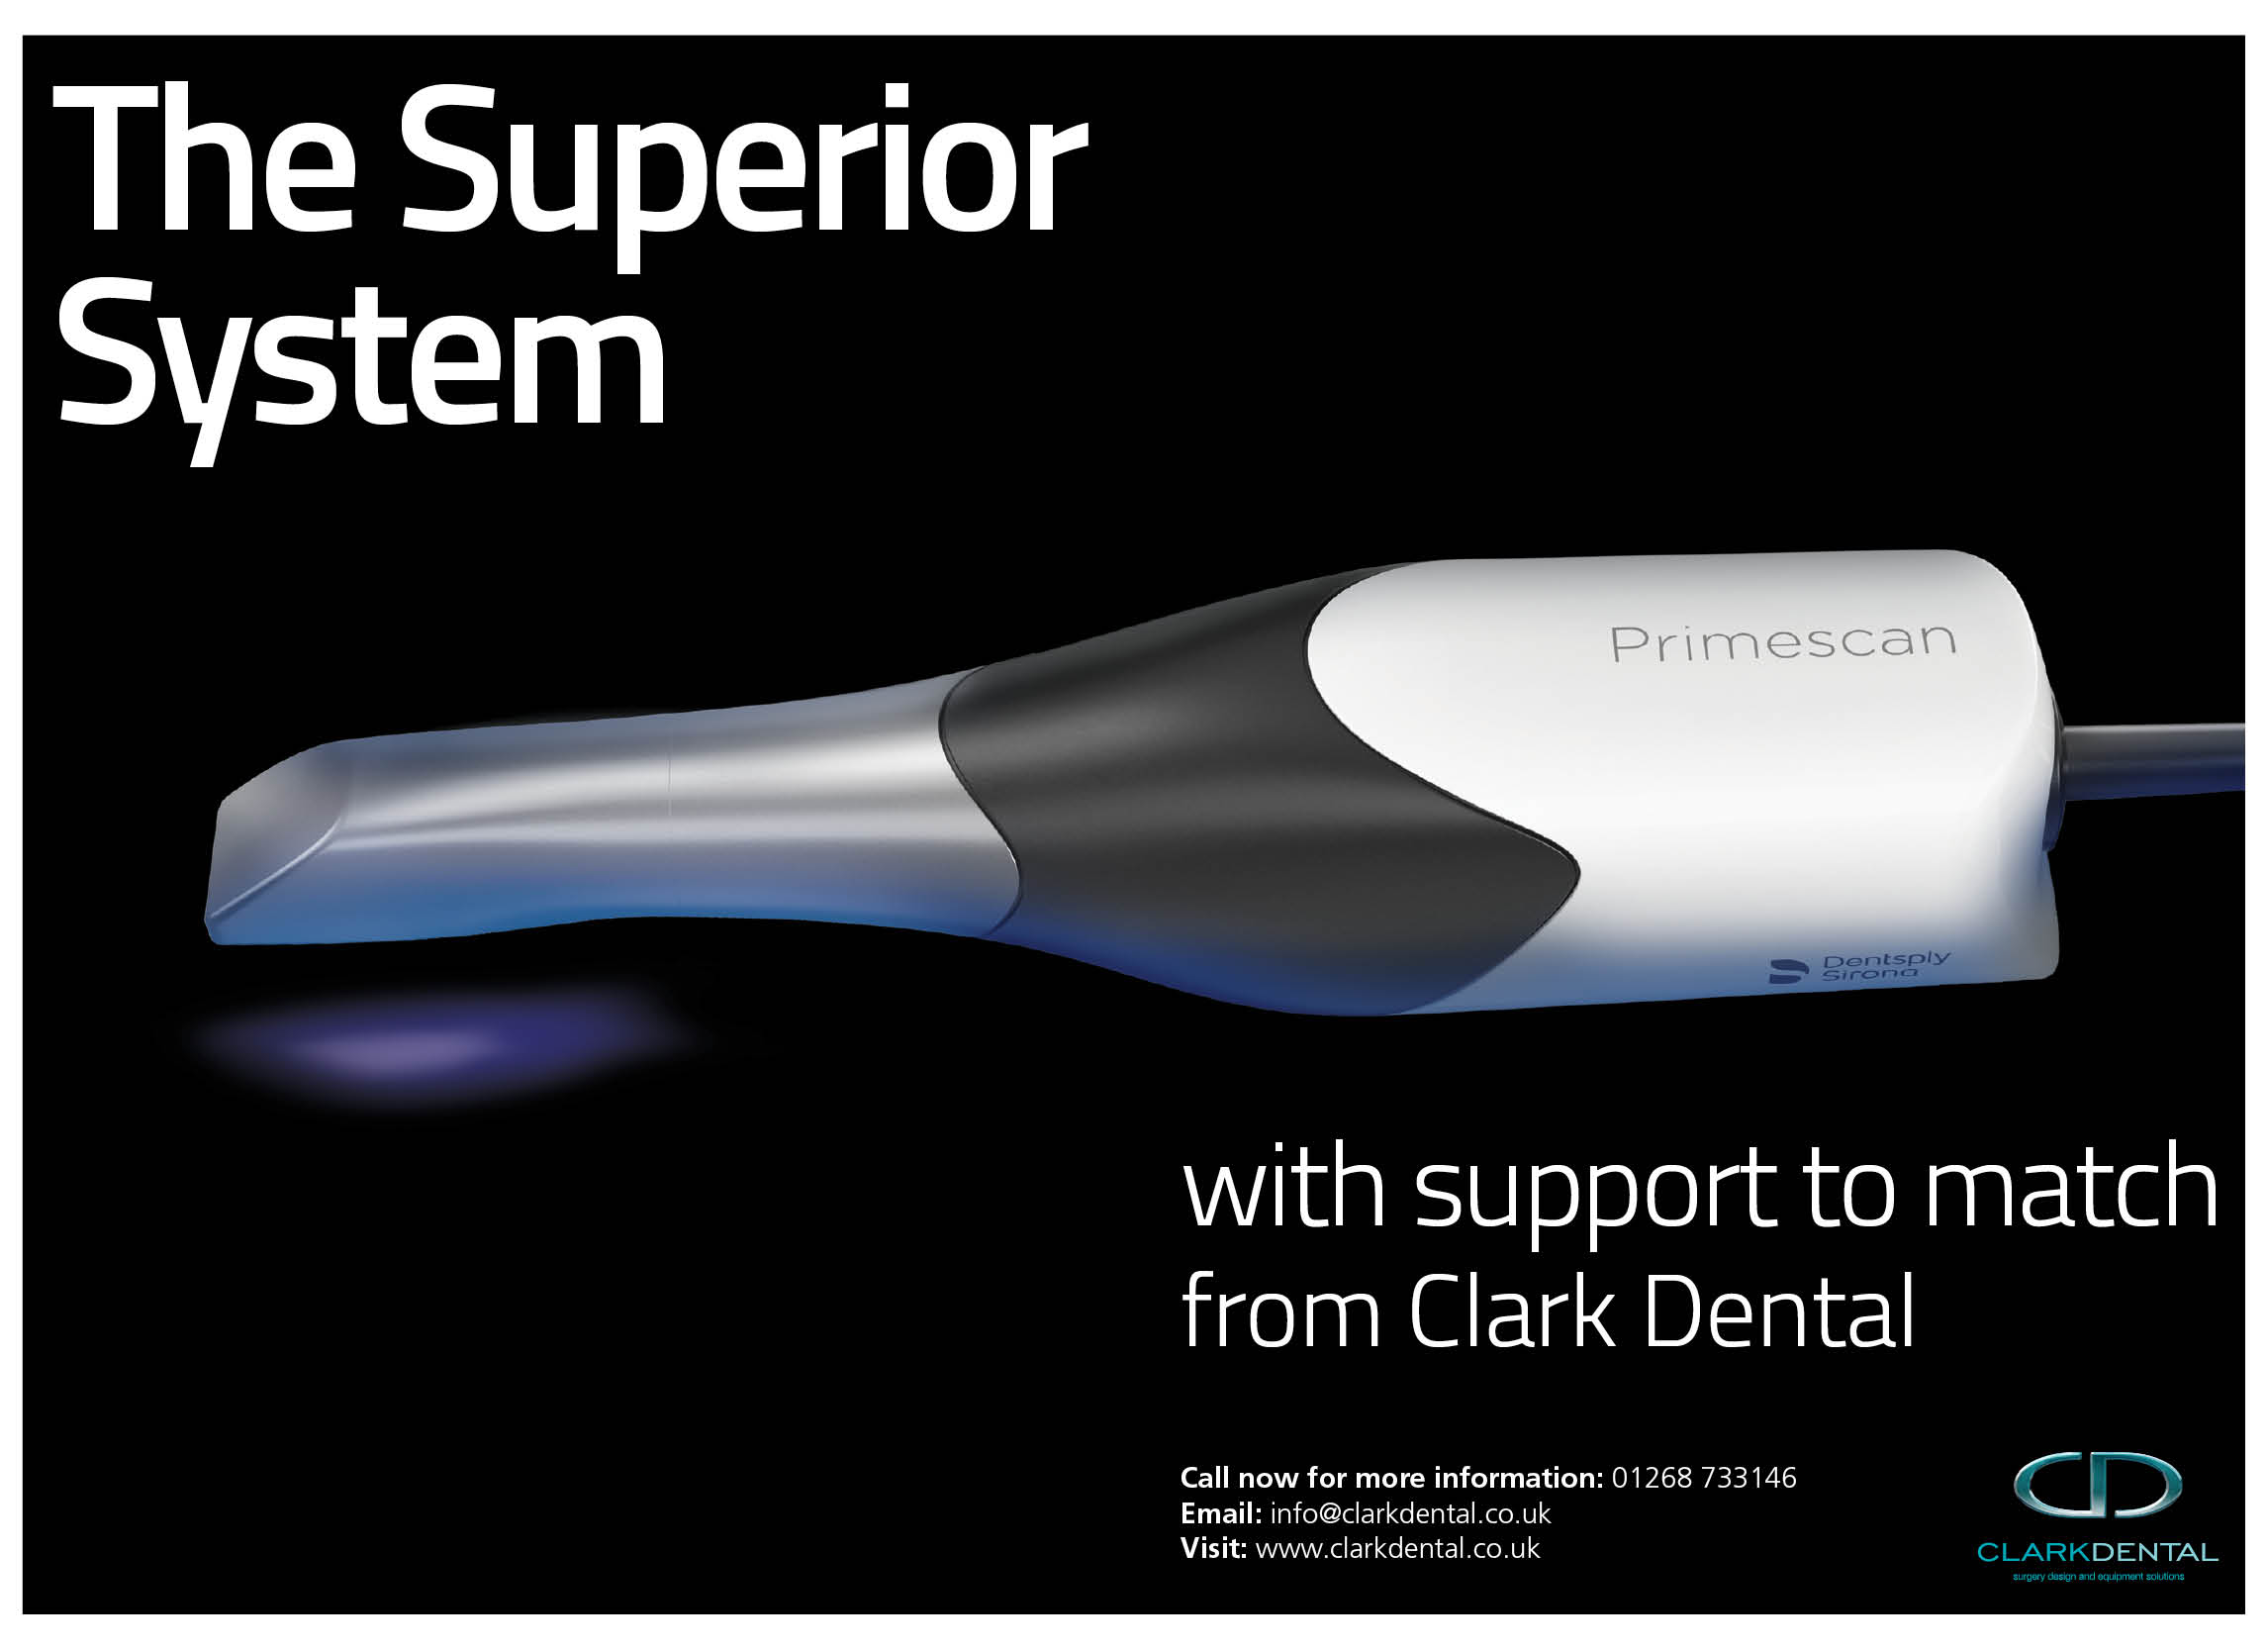 The Superior
System
Primescan
Dentsply
Sirona
with support to match
from Clark Dental
Call now for more information: 01268 733146
Email: info@clarkdental.co.uk
Visit: www.clarkdental.co.uk
CD
CLARKDENTAL
surgery design and equipment solutions